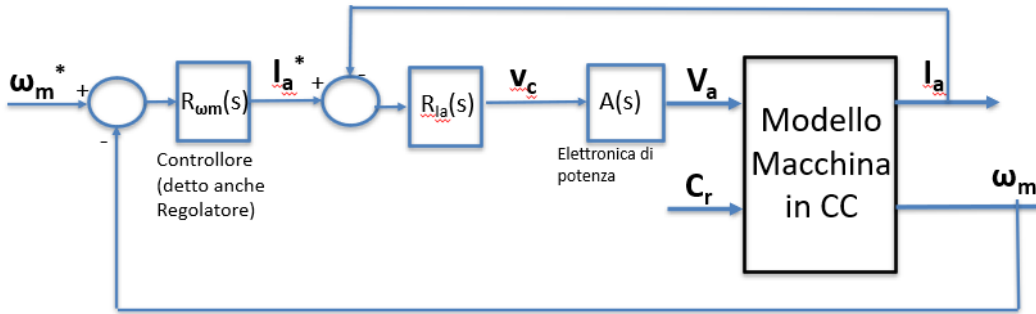 ωm*
+
-
Rωm(s)
Controllore
(detto anche
Regolatore)
Ia*
+
-
RIa(s)
vc
A(s)
Elettronica di
potenza
Va
Cr
Modello
Macchina
in CC
Ia
ωm